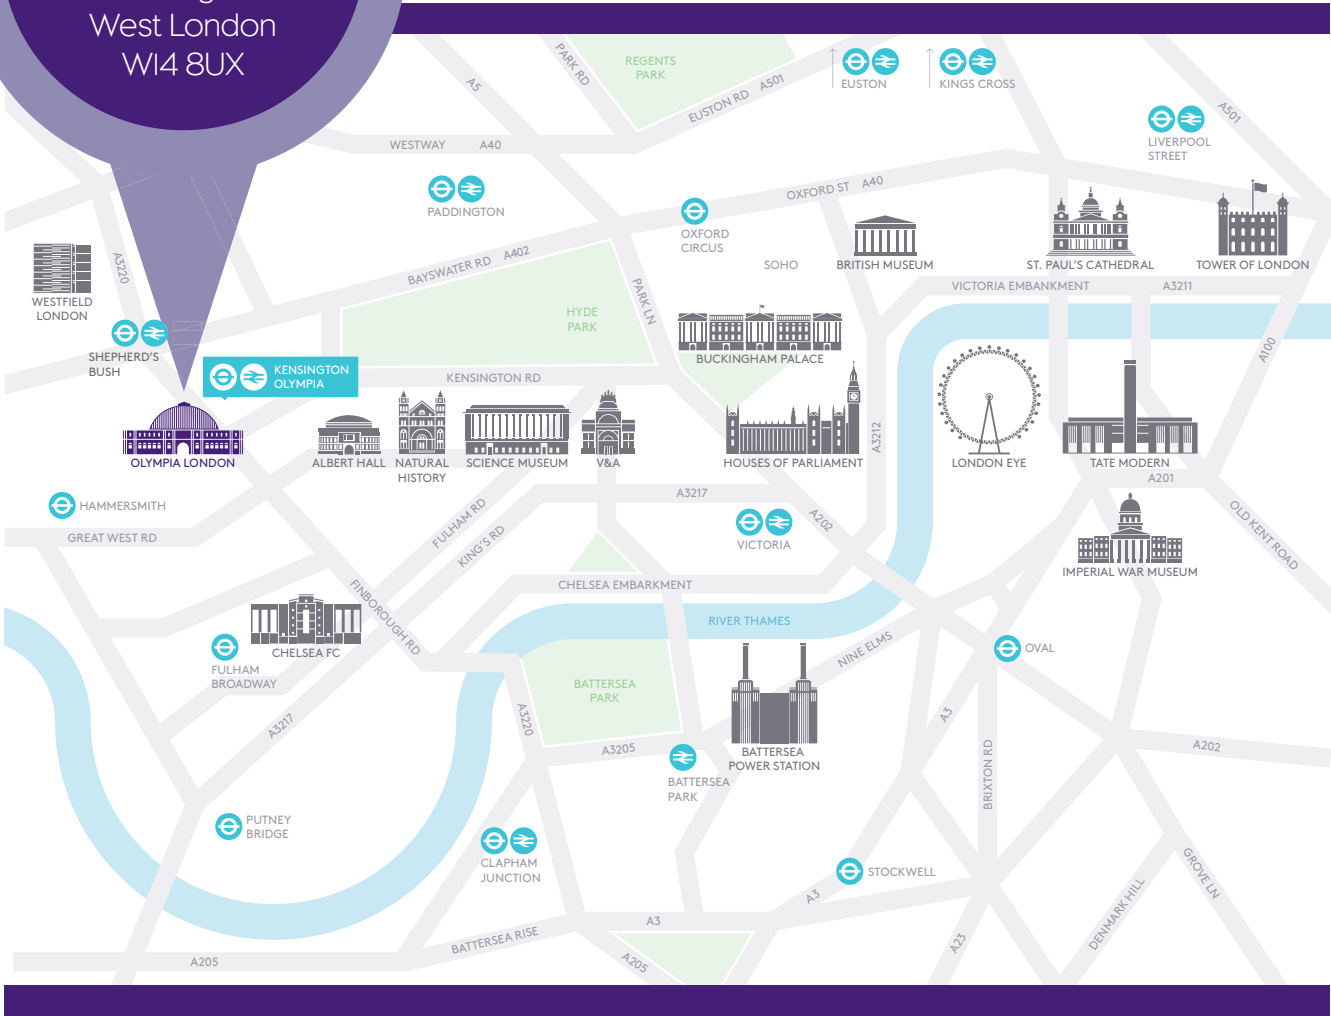 West London
W14 8UX
REGENTS
PARK
PARK RD
A5
EUSTON RD A501
EUSTON
KINGS CROSS
A501
LIVERPOOL
STREET
WESTWAY A40
PADDINGTON
OXFORD ST A40
OXFORD
CIRCUS
SOHO
BRITISH MUSEUM
ST. PAUL'S CATHEDRAL
TOWER OF LONDON
A3220
BAYSWATER RD A402
PARK LN
VICTORIA EMBANKMENT A3211
WESTFIELD
LONDON
HYDE
PARK
A100
SHEPHERD'S
BUSH
BUCKINGHAM PALACE
KENSINGTON
OLYMPIA
KENSINGTON RD
A3212
OLYMPIA LONDON
ALBERT HALL
NATURAL
HISTORY
SCIENCE MUSEUM
V&A
HOUSES OF PARLIAMENT
LONDON EYE
TATE MODERN
A201
HAMMERSMITH
GREAT WEST RD
FULHAM RD
KING'S RD
A3217
A202
VICTORIA
OLD KENT ROAD
IMPERIAL WAR MUSEUM
FINBOROUGH RD
CHELSEA EMBARKMENT
RIVER THAMES
CHELSEA FC
NINE ELMS
OVAL
FULHAM
BROADWAY
BATTERSEA
PARK
A3217
A3220
A3205
A3
A202
BATTERSEA
POWER STATION
BATTERSEA
PARK
BRIXTON RD
PUTNEY
BRIDGE
CLAPHAM
JUNCTION
STOCKWELL
GROVE LN
A3
A3
DENMARK HILL
BATTERSEA RISE
A23
A205
A205